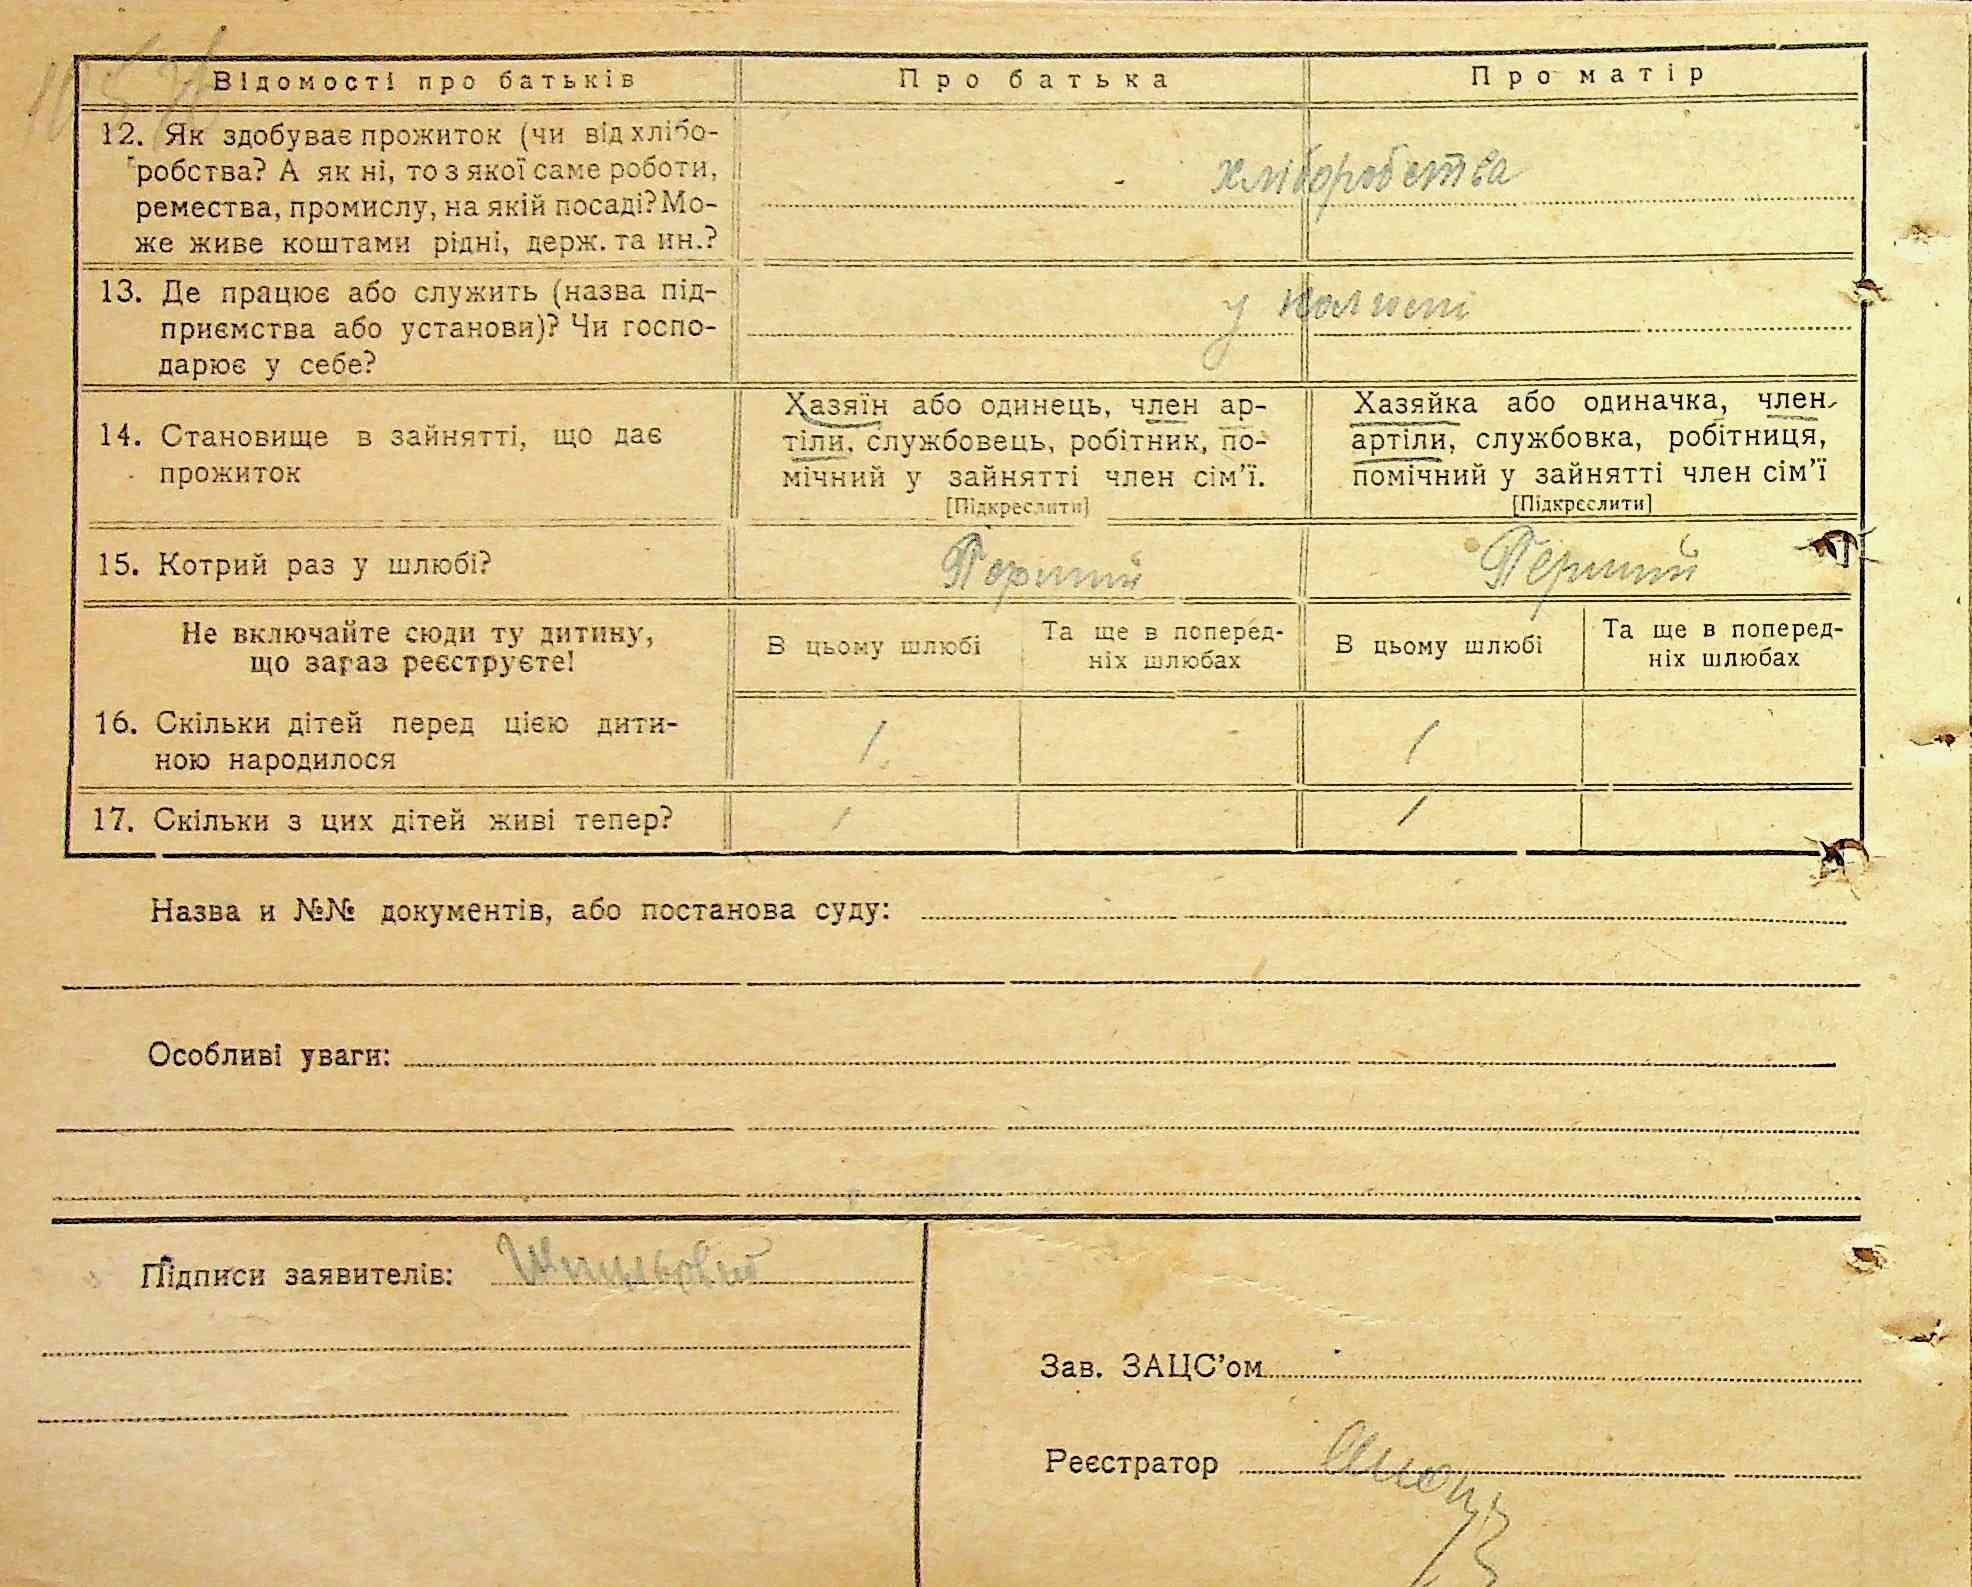 Відомості про батьків
Про батька
Про матір
12. Як здобуває прожиток (чи від хлібо-
робства? А як ні, то з якої саме роботи,
ремества, промислу, на якій посаді? Мо-
же живе коштами рідні, держ. та ин.?
хліборобства
13. Де працює або служить (назва під-
приємства або установи)? Чи госпо-
дарює у себе?
у
14. Становище в зайнятті, що дає
прожиток
Хазяїн або одинець, член ар-
тіли, службовець, робітник, по-
мічний у зайнятті член сім'ї.
[Підкреслити]
Хазяйка або одиначка, член
артіли, службовка, робітниця,
помічний у зайнятті член сім'ї
[Підкреслити]
15. Котрий раз у шлюбі?
Перший
Перший
Не включайте сюди ту дитину,
що зараз реєструєте!
В цьому шлюбі
Та ще в поперед-
ніх шлюбах
В цьому шлюбі
Та ще в поперед-
ніх шлюбах
16. Скільки дітей перед цією дити-
ною народилося
1.
1
17. Скільки з цих дітей живі тепер?
1
1
Назва и №№ документів, або постанова суду:
Особливі уваги:
Підписи заявителів:
Зав. ЗАЦС'ом
Реєстратор